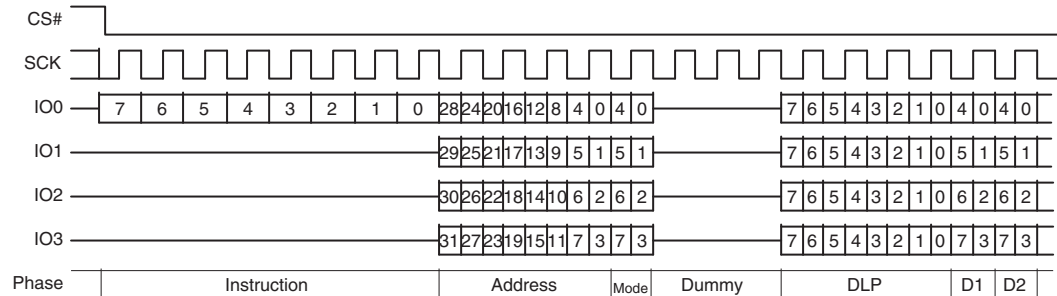 CS#
SCK
IO0 7 6 5 4 3 2 1 0 28 24 20 16 12 8 4 0 4 0 7 6 5 4 3 2 1 0 4 0 4 0
IO1 29 25 21 17 13 9 5 1 5 1 7 6 5 4 3 2 1 0 5 1 5 1
IO2 30 26 22 18 14 10 6 2 6 2 7 6 5 4 3 2 1 0 6 2 6 2
IO3 31 27 23 19 15 11 7 3 7 3 7 6 5 4 3 2 1 0 7 3 7 3
Phase Instruction Address Mode Dummy DLP D1 D2